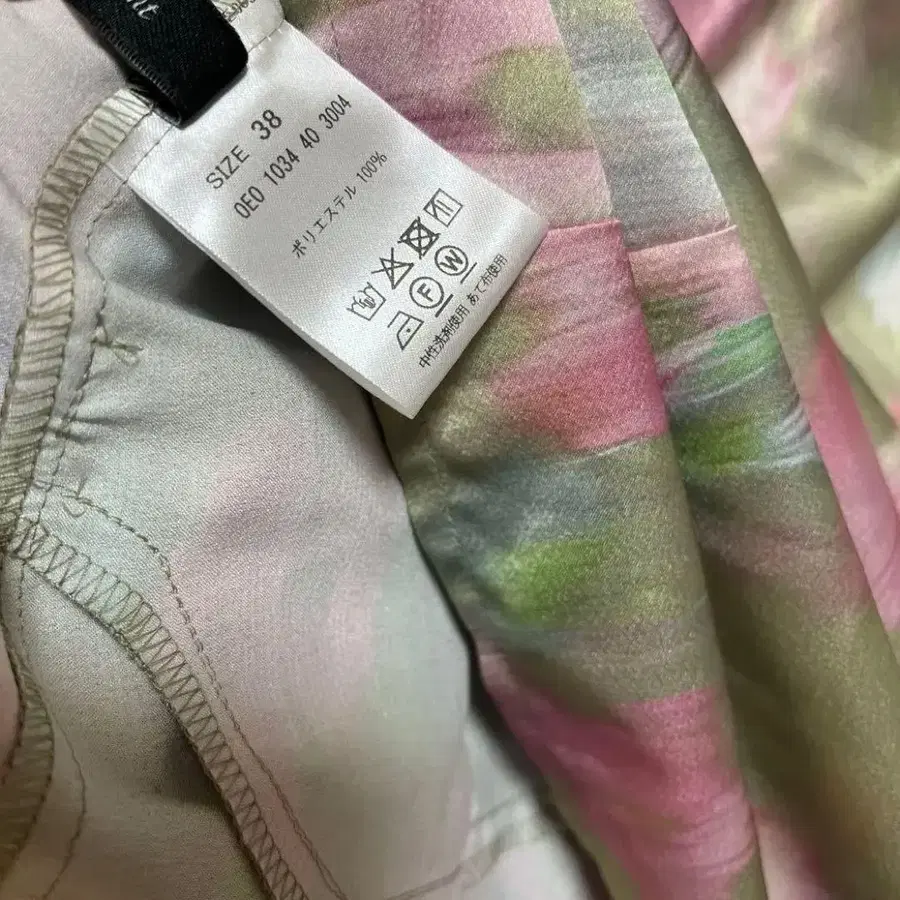 SIZE 38
0E0 1034 40 3004
ポリエステル 100%
F W
中性洗剤使用 あて布使用